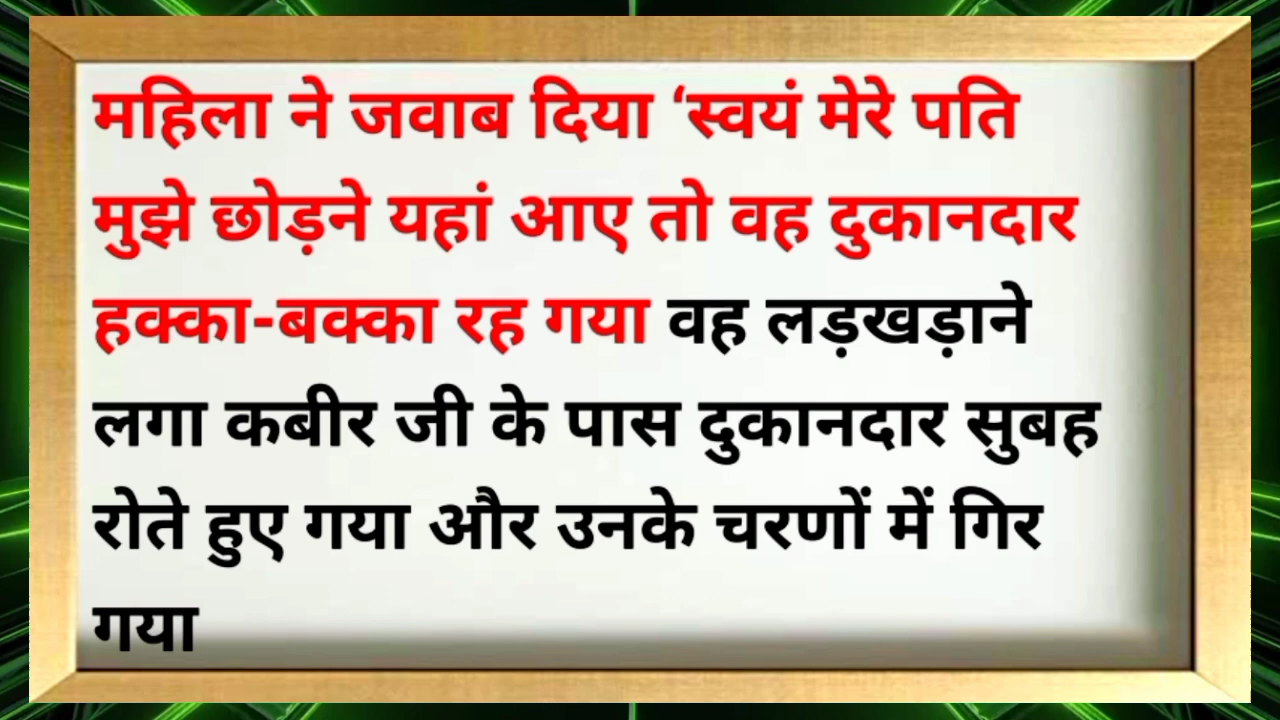 महिला ने जवाब दिया ‘स्वयं मेरे पति
मुझे छोड़ने यहां आए तो वह दुकानदार
हक्का-बक्का रह गया वह लड़खड़ाने
लगा कबीर जी के पास दुकानदार सुबह
रोते हुए गया और उनके चरणों में गिर
गया